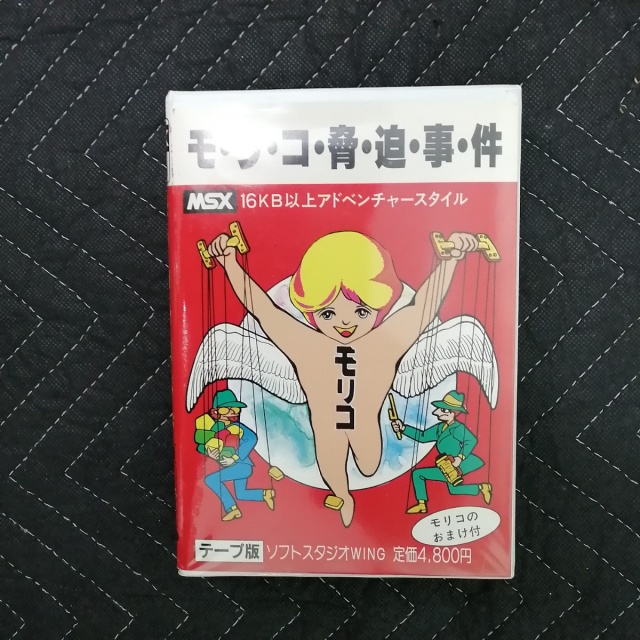 モ・リ・コ・脅・迫・事・件
MSX 16KB以上アドベンチャースタイル
モリコ
モリコの
おまけ付
テープ版 ソフトスタジオWING 定価4,800円